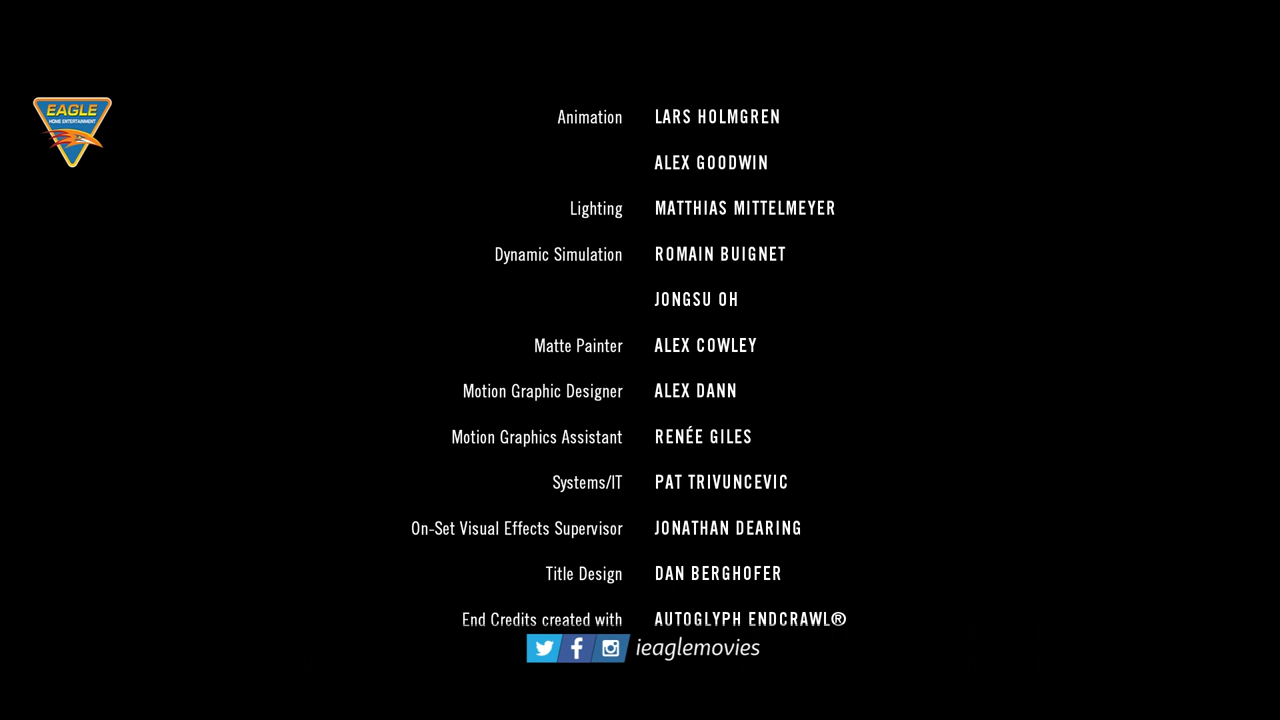 EAGLE
HOME ENTERTAINMENT
Animation LARS HOLMGREN
ALEX GOODWIN
Lighting MATTHIAS MITTELMEYER
Dynamic Simulation ROMAIN BUIGNET
JONGSU OH
Matte Painter ALEX COWLEY
Motion Graphic Designer ALEX DANN
Motion Graphics Assistant RENÉE GILES
Systems/IT PAT TRIVUNCEVIC
On-Set Visual Effects Supervisor JONATHAN DEARING
Title Design DAN BERGHOFER
End Credits created with AUTOGLYPH ENDCRAWL®
ieaglemovies